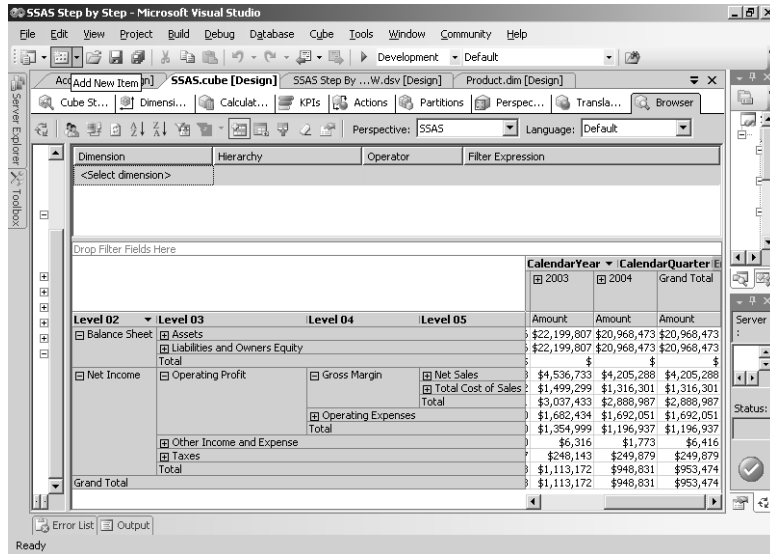 SSAS Step by Step - Microsoft Visual Studio
File Edit View Project Build Debug Database Cube Tools Window Community Help
Development Default
Add New Item
SSAS.cube [Design] SSAS Step By ...W.dsv [Design] Product.dim [Design]
Cube St... Dimensi... Calculat... KPIs Actions Partitions Perspec... Transla... Browser
Perspective: SSAS Language: Default
Server Explorer
Toolbox
Dimension Hierarchy Operator Filter Expression
<Select dimension>
Drop Filter Fields Here
CalendarYear CalendarQuarter
2003 2004 Grand Total
Level 02 Level 03 Level 04 Level 05 Amount Amount Amount
Balance Sheet Assets $22,199,807 $20,968,473 $20,968,473
Liabilities and Owners Equity $22,199,807 $20,968,473 $20,968,473
Total $ $ $
Net Income Operating Profit Gross Margin Net Sales $4,536,733 $4,205,288 $4,205,288
Total Cost of Sales $1,499,299 $1,316,301 $1,316,301
Total $3,037,433 $2,888,987 $2,888,987
Operating Expenses $1,682,434 $1,692,051 $1,692,051
Total $1,354,999 $1,196,937 $1,196,937
Other Income and Expense $6,316 $1,773 $6,416
Taxes $248,143 $249,879 $249,879
Total $1,113,172 $948,831 $953,474
Grand Total $1,113,172 $948,831 $953,474
Server
:
Status:
Error List Output
Ready